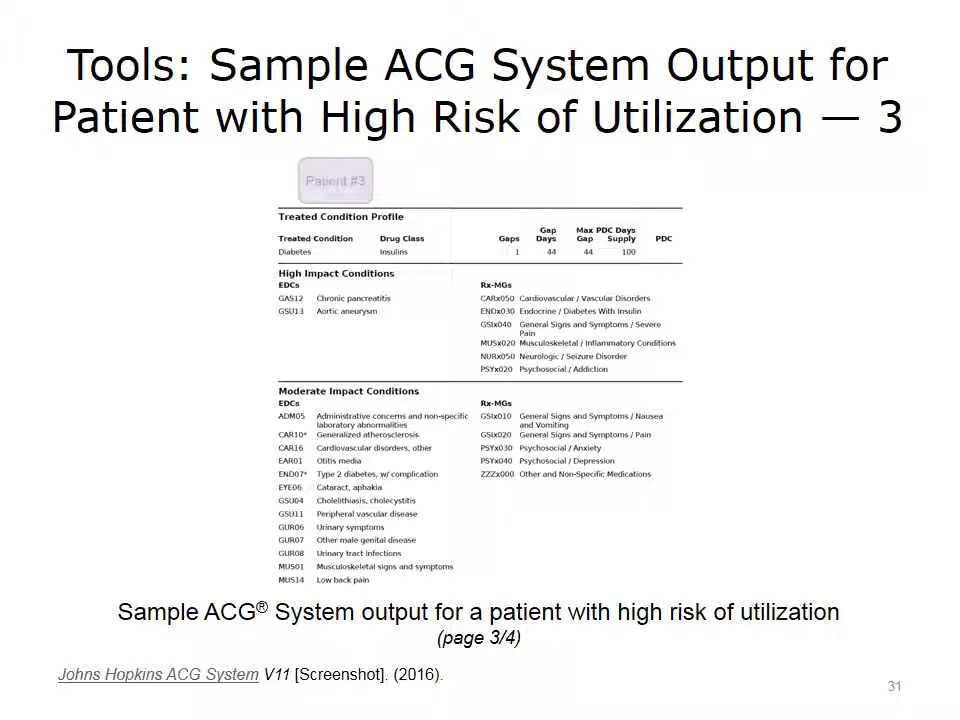 Tools: Sample ACG System Output for
Patient with High Risk of Utilization — 3
Patient #3
Treated Condition Profile
Treated Condition Drug Class Gaps Gap Days Max Gap PDC Days Supply PDC
Diabetes Insulins 1 44 44 100
High Impact Conditions
EDCs
GAS12 Chronic pancreatitis
GSU13 Aortic aneurysm
Rx-MGs
CARx050 Cardiovascular / Vascular Disorders
ENDx030 Endocrine / Diabetes With Insulin
GSIx040 General Signs and Symptoms / Severe
Pain
MUSx020 Musculoskeletal / Inflammatory Conditions
NURx050 Neurologic / Seizure Disorder
PSYx020 Psychosocial / Addiction
Moderate Impact Conditions
EDCs
ADM05 Administrative concerns and non-specific
laboratory abnormalities
CAR10* Generalized atherosclerosis
CAR16 Cardiovascular disorders, other
EAR01 Otitis media
END07* Type 2 diabetes, w/ complication
EYE06 Cataract, aphakia
GSU04 Cholelithiasis, cholecystitis
GSU11 Peripheral vascular disease
GUR06 Urinary symptoms
GUR07 Other male genital disease
GUR08 Urinary tract infections
MUS01 Musculoskeletal signs and symptoms
MUS14 Low back pain
Rx-MGs
GSIx010 General Signs and Symptoms / Nausea
and Vomiting
GSIx020 General Signs and Symptoms / Pain
PSYx030 Psychosocial / Anxiety
PSYx040 Psychosocial / Depression
ZZZx000 Other and Non-Specific Medications
Sample ACG® System output for a patient with high risk of utilization
(page 3/4)
Johns Hopkins ACG System V11 [Screenshot]. (2016).
31